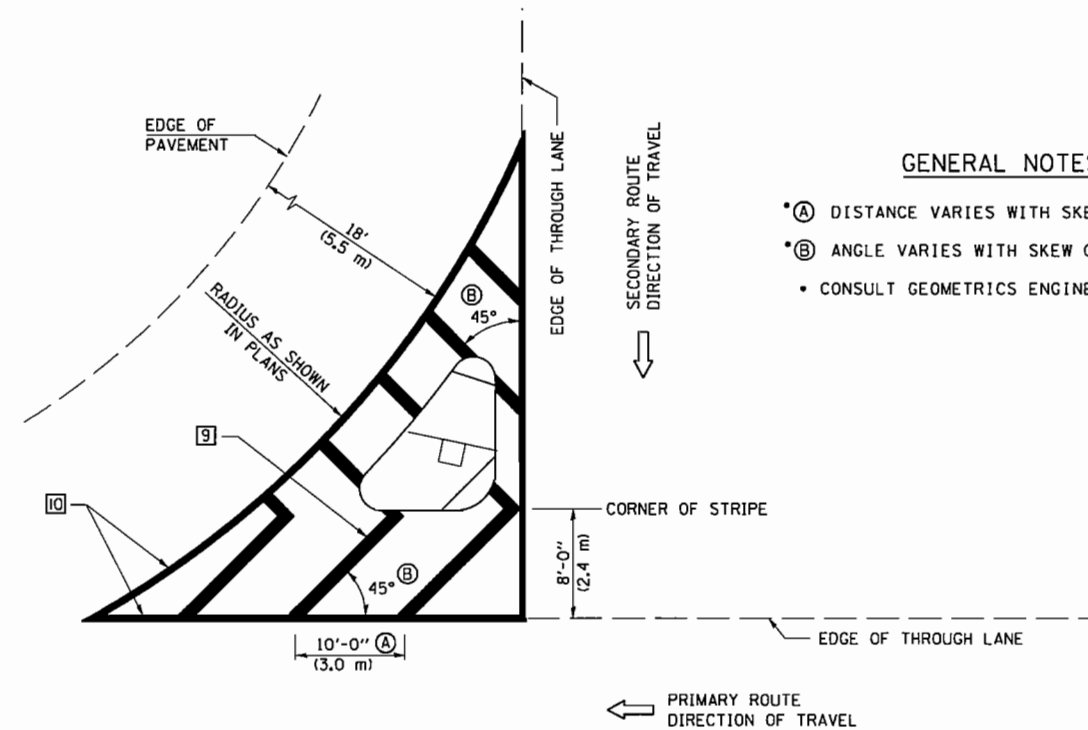 EDGE OF
PAVEMENT
18'
(5.5 m)
RADIUS AS SHOWN
IN PLANS
EDGE OF THROUGH LANE
SECONDARY ROUTE
DIRECTION OF TRAVEL
GENERAL NOTES
•Ⓐ DISTANCE VARIES WITH SKE
•Ⓑ ANGLE VARIES WITH SKEW
• CONSULT GEOMETRICS ENGINE
Ⓑ
45°
9
10
CORNER OF STRIPE
8'-0"
(2.4 m)
45° Ⓑ
10'-0" Ⓐ
(3.0 m)
EDGE OF THROUGH LANE
PRIMARY ROUTE
DIRECTION OF TRAVEL